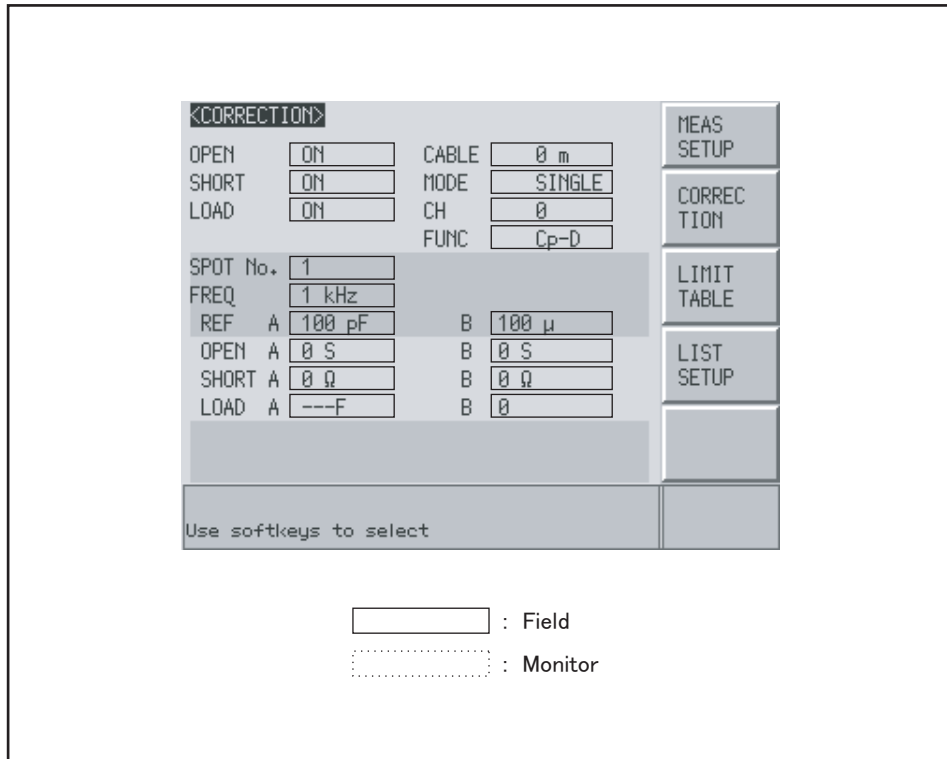 <CORRECTION>
OPEN ON CABLE 0 m
SHORT ON MODE SINGLE
LOAD ON CH 0
FUNC Cp-D
SPOT No. 1
FREQ 1 kHz
REF A 100 pF B 100 μ
OPEN A 0 S B 0 S
SHORT A 0 Ω B 0 Ω
LOAD A ---F B 0
Use softkeys to select
MEAS
SETUP
CORREC
TION
LIMIT
TABLE
LIST
SETUP
: Field
: Monitor